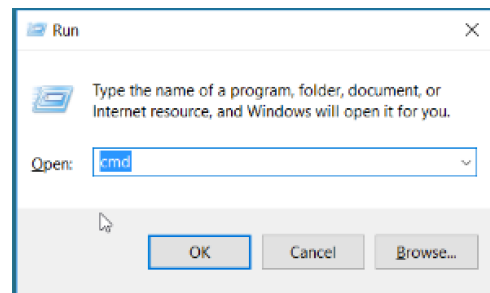 Run
Type the name of a program, folder, document, or
Internet resource, and Windows will open it for you.
Open: cmd
OK Cancel Browse...